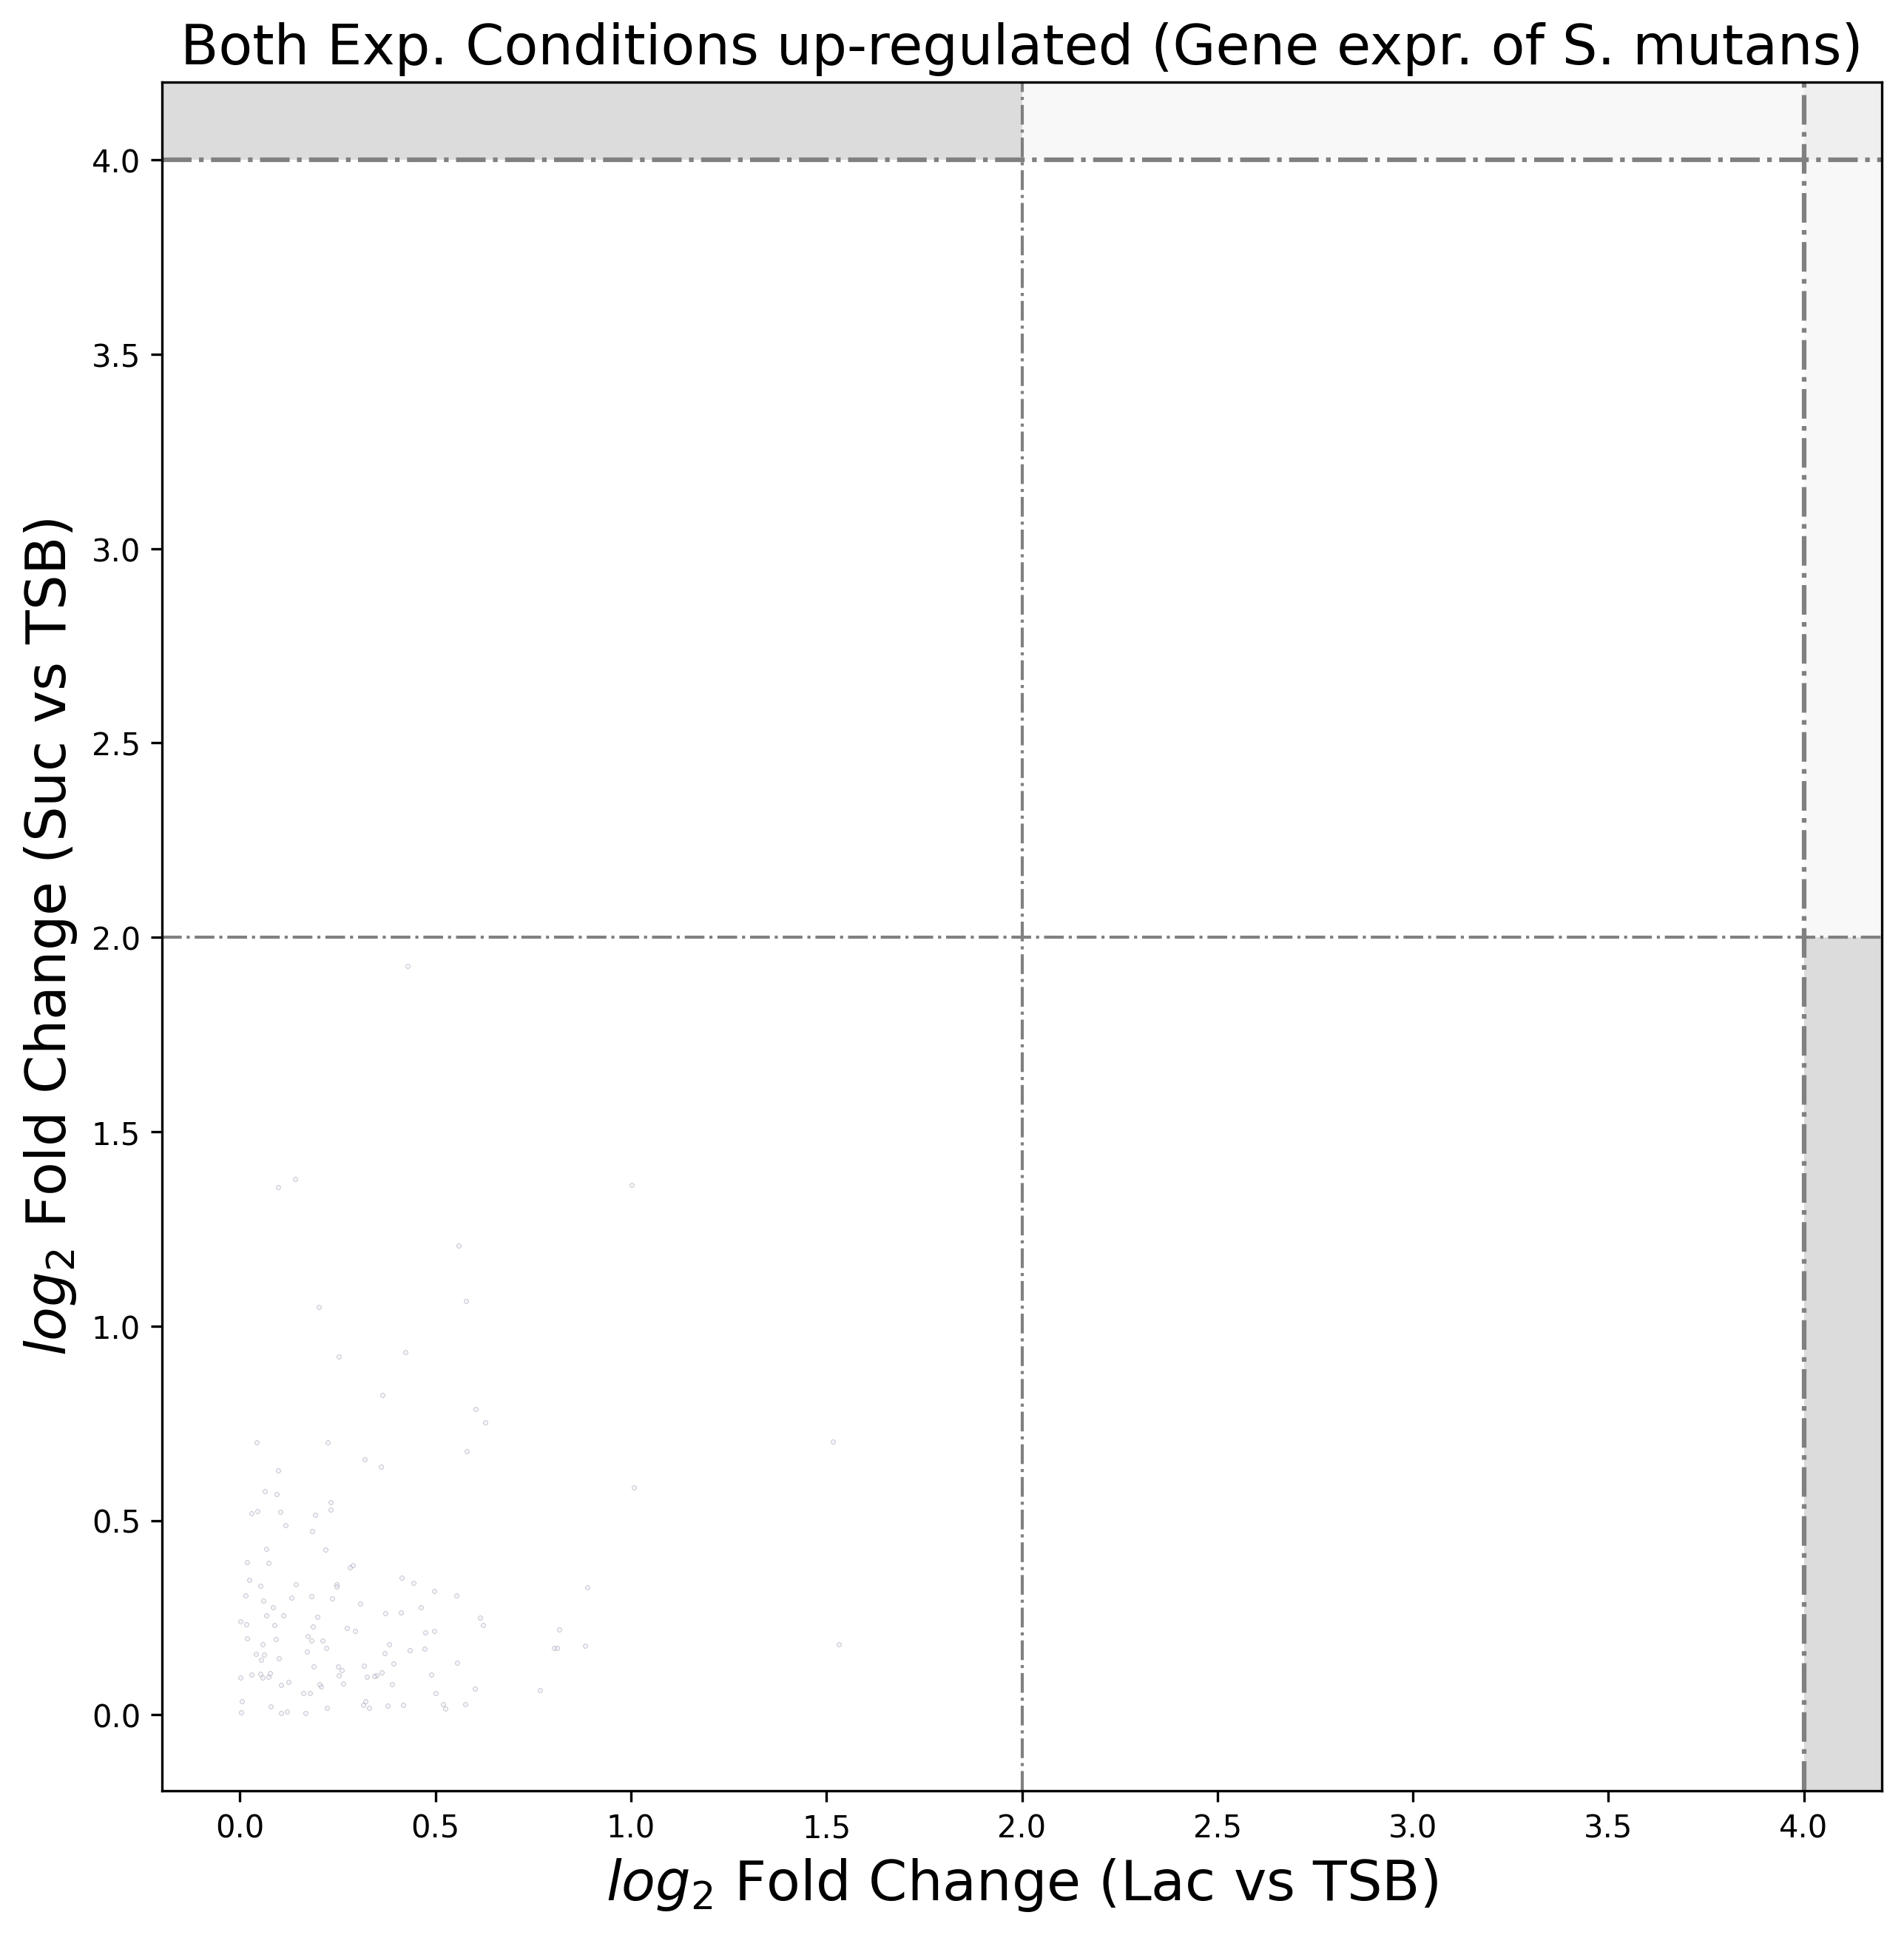 Both Exp. Conditions up-regulated (Gene expr. of S. mutans)
log₂ Fold Change (Suc vs TSB)
4.0
3.5
3.0
2.5
2.0
1.5
1.0
0.5
0.0
0.0 0.5 1.0 1.5 2.0 2.5 3.0 3.5 4.0
log₂ Fold Change (Lac vs TSB)